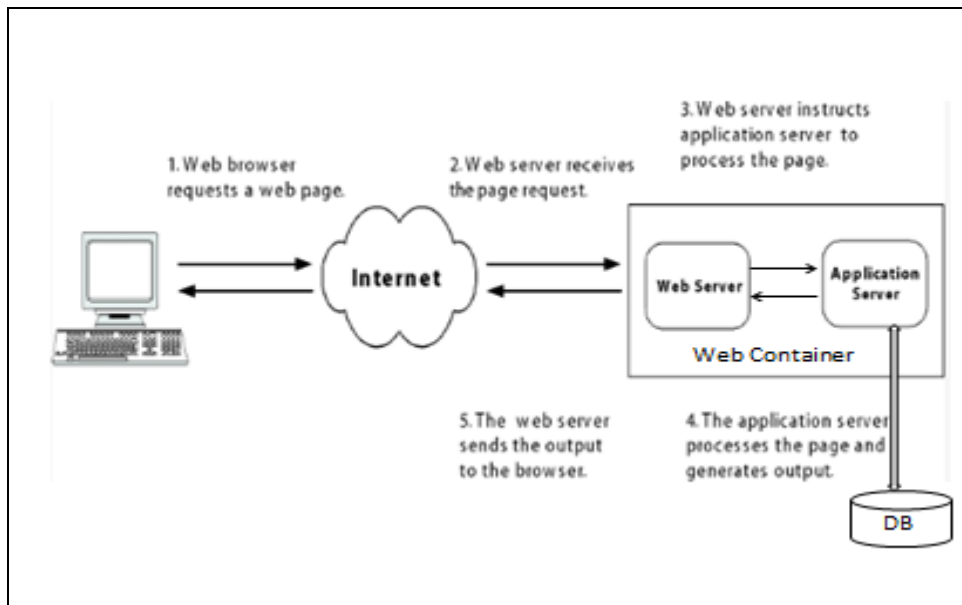 3.Web server instructs
application server to
process the page.
1.Web browser
requests a web page.
2.Web server receives
the page request.
Internet
Web Server
Application
Server
Web Container
5.The web server
sends the output
to the browser.
4.The application server
processes the page and
generates output.
DB